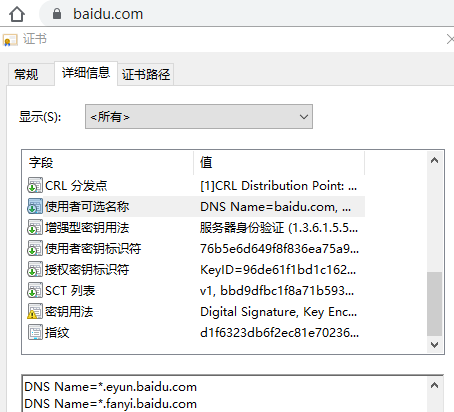 baidu.com
证书
常规 详细信息 证书路径
显示(S): <所有>
字段 值
CRL 分发点 [1]CRL Distribution Point: ...
使用者可选名称 DNS Name=baidu.com, ...
增强型密钥用法 服务器身份验证 (1.3.6.1.5.5...
使用者密钥标识符 76b5e6d649f8f836ea75a9...
授权密钥标识符 KeyID=96de61f1bd1c162...
SCT 列表 v1, bbd9dfbc1f8a71b593...
密钥用法 Digital Signature, Key Enc...
指纹 d1f6323db6f2ec81e70236...
DNS Name=*.eyun.baidu.com
DNS Name=*.fanyi.baidu.com